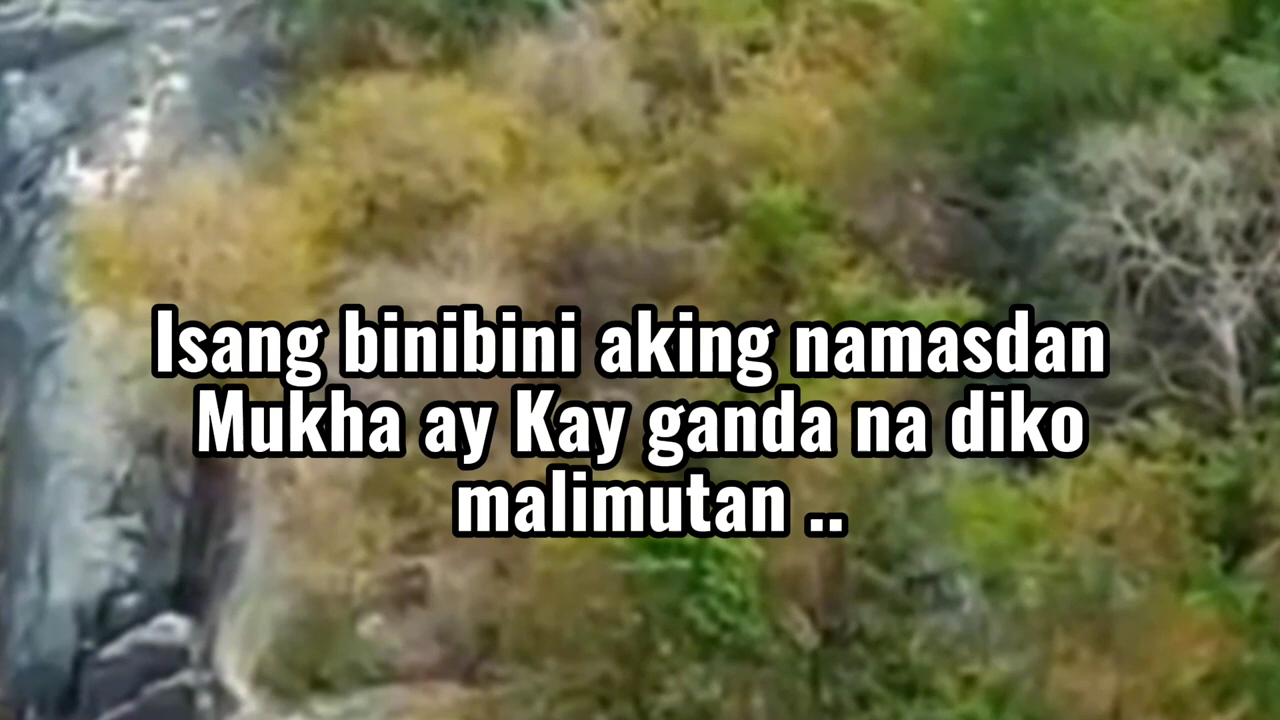 Isang binibini aking namasdan
Mukha ay Kay ganda na diko
malimutan ..